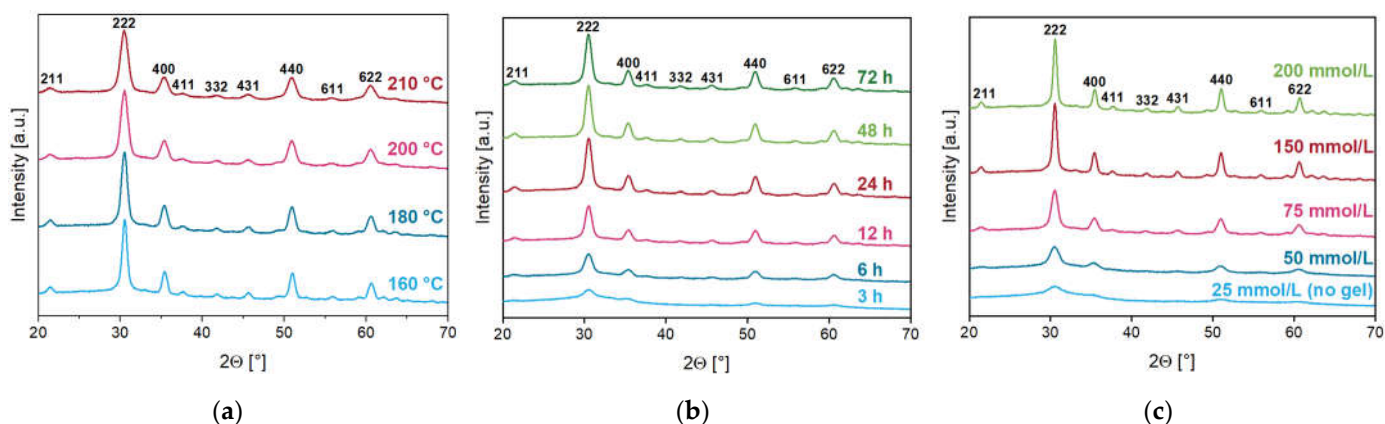 222
211
400
411
332
431
440
611
622
210 °C
200 °C
180 °C
160 °C
Intensity [a.u.]
20 30 40 50 60 70
2Θ [°]
(a)
222
211
400
411
332
431
440
611
622
72 h
48 h
24 h
12 h
6 h
3 h
Intensity [a.u.]
20 30 40 50 60 70
2Θ [°]
(b)
222
211
400
411
332
431
440
611
622
200 mmol/L
150 mmol/L
75 mmol/L
50 mmol/L
25 mmol/L (no gel)
Intensity [a.u.]
20 30 40 50 60 70
2Θ [°]
(c)